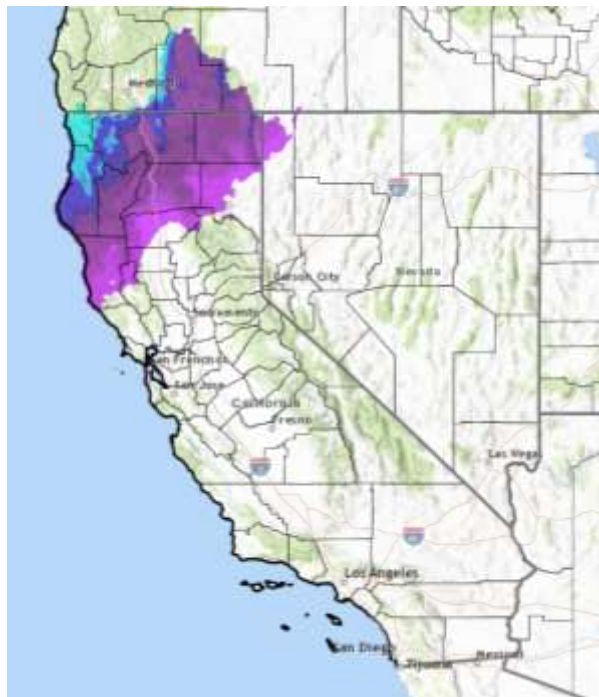 Medford
Carson City
Nevada
Sacramento
San Francisco
San Jose
California
Fresno
Las Vegas
Los Angeles
San Diego
Tijuana
Mexicali